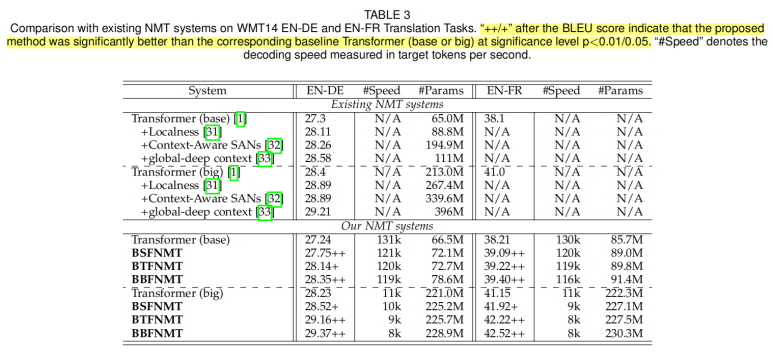 TABLE 3
Comparison with existing NMT systems on WMT14 EN-DE and EN-FR Translation Tasks. “++/+” after the BLEU score indicate that the proposed
method was significantly better than the corresponding baseline Transformer (base or big) at significance level p<0.01/0.05. “#Speed” denotes the
decoding speed measured in target tokens per second.
System EN-DE #Speed #Params EN-FR #Speed #Params
Existing NMT systems
Transformer (base) [1] 27.3 N/A 65.0M 38.1 N/A N/A
+Localness [31] 28.11 N/A 88.8M N/A N/A N/A
+Context-Aware SANs [32] 28.26 N/A 194.9M N/A N/A N/A
+global-deep context [33] 28.58 N/A 111M N/A N/A N/A
Transformer (big) [1] 28.4 N/A 213.0M 41.0 N/A N/A
+Localness [31] 28.89 N/A 267.4M N/A N/A N/A
+Context-Aware SANs [32] 28.89 N/A 339.6M N/A N/A N/A
+global-deep context [33] 29.21 N/A 396M N/A N/A N/A
Our NMT systems
Transformer (base) 27.24 131k 66.5M 38.21 130k 85.7M
BSFNMT 27.75++ 121k 72.1M 39.09++ 120k 89.0M
BTFNMT 28.14+ 120k 72.7M 39.22++ 119k 89.8M
BBFNMT 28.35++ 119k 78.6M 39.40++ 116k 91.4M
Transformer (big) 28.23 11k 221.0M 41.15 11k 222.3M
BSFNMT 28.52+ 10k 225.2M 41.92+ 9k 227.1M
BTFNMT 29.16++ 9k 225.7M 42.22++ 8k 227.5M
BBFNMT 29.37++ 8k 228.9M 42.52++ 8k 230.3M